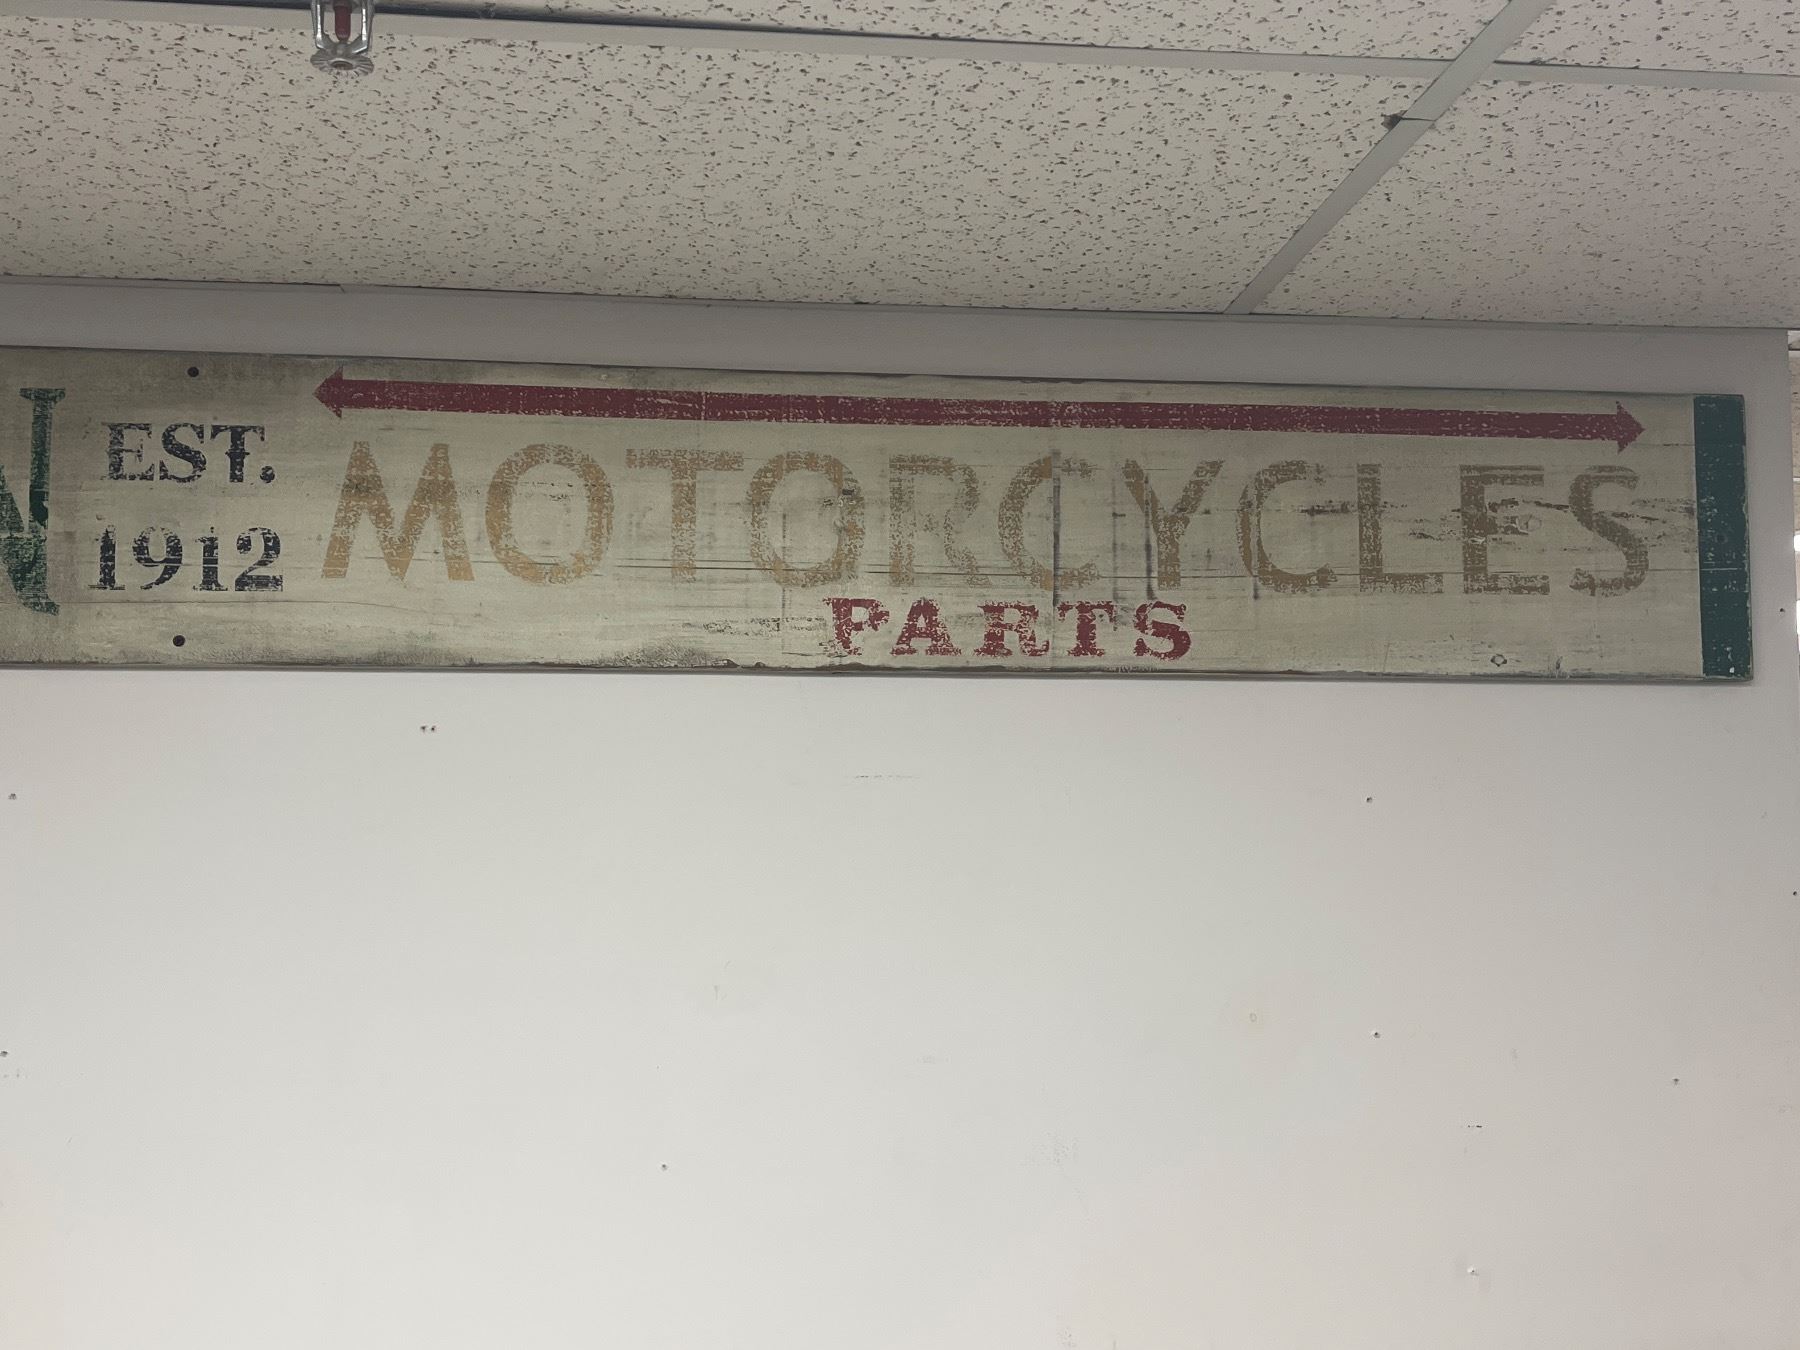 EST.
1912
MOTORCYCLES
PARTS